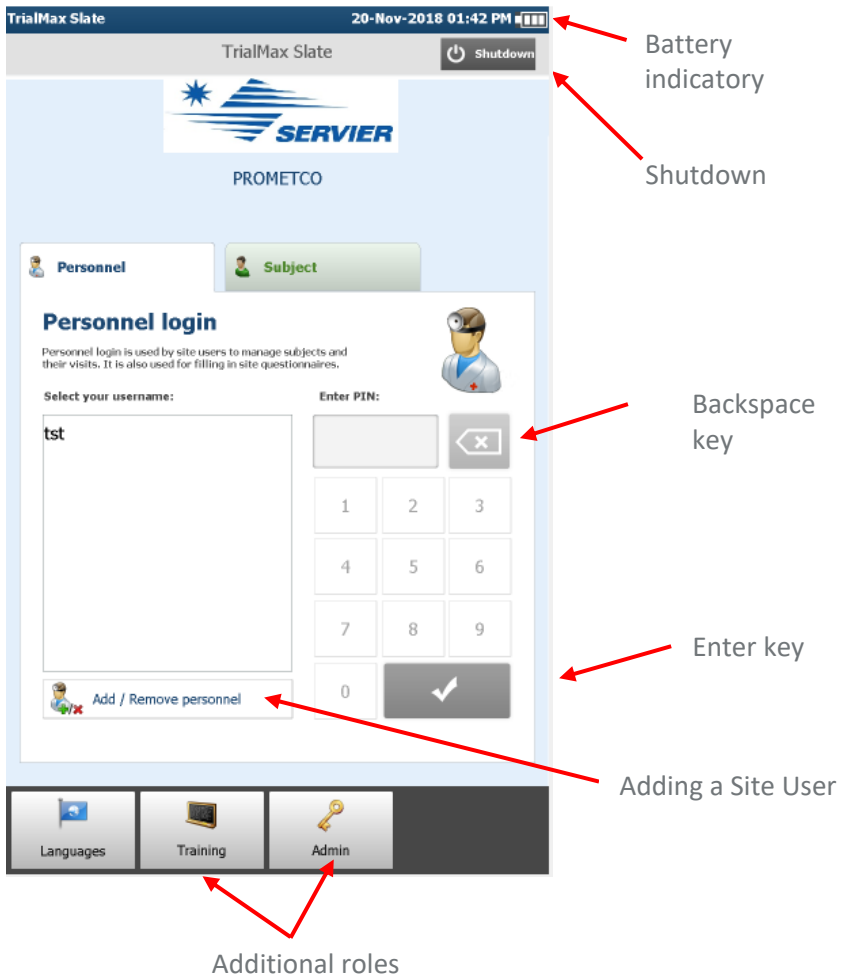 TrialMax Slate 20-Nov-2018 01:42 PM
Battery
indicatory
TrialMax Slate
Shutdown
SERVIER
Shutdown
PROMETCO
Personnel
Subject
Personnel login
Personnel login is used by site users to manage subjects and
their visits. It is also used for filling in site questionnaires.
Select your username:
Enter PIN:
tst
Backspace
key
1 2 3
4 5 6
7 8 9
Enter key
0
Add / Remove personnel
Adding a Site User
Languages
Training
Admin
Additional roles